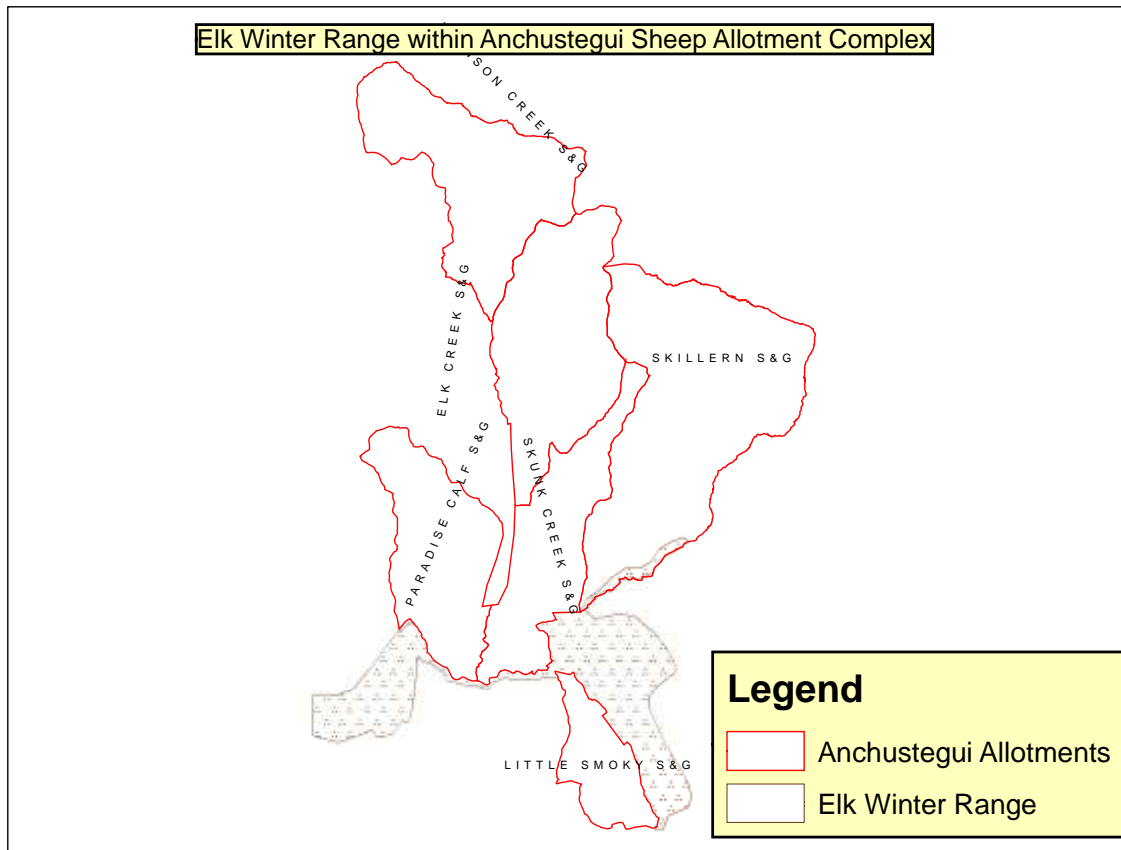 Elk Winter Range within Anchustegui Sheep Allotment Complex
CREEK S&G
ELK CREEK S&G
SKILLERN S&G
PARADISE CALF S&G
SKUNK CREEK S&G
LITTLE SMOKY S&G
Legend
Anchustegui Allotments
Elk Winter Range